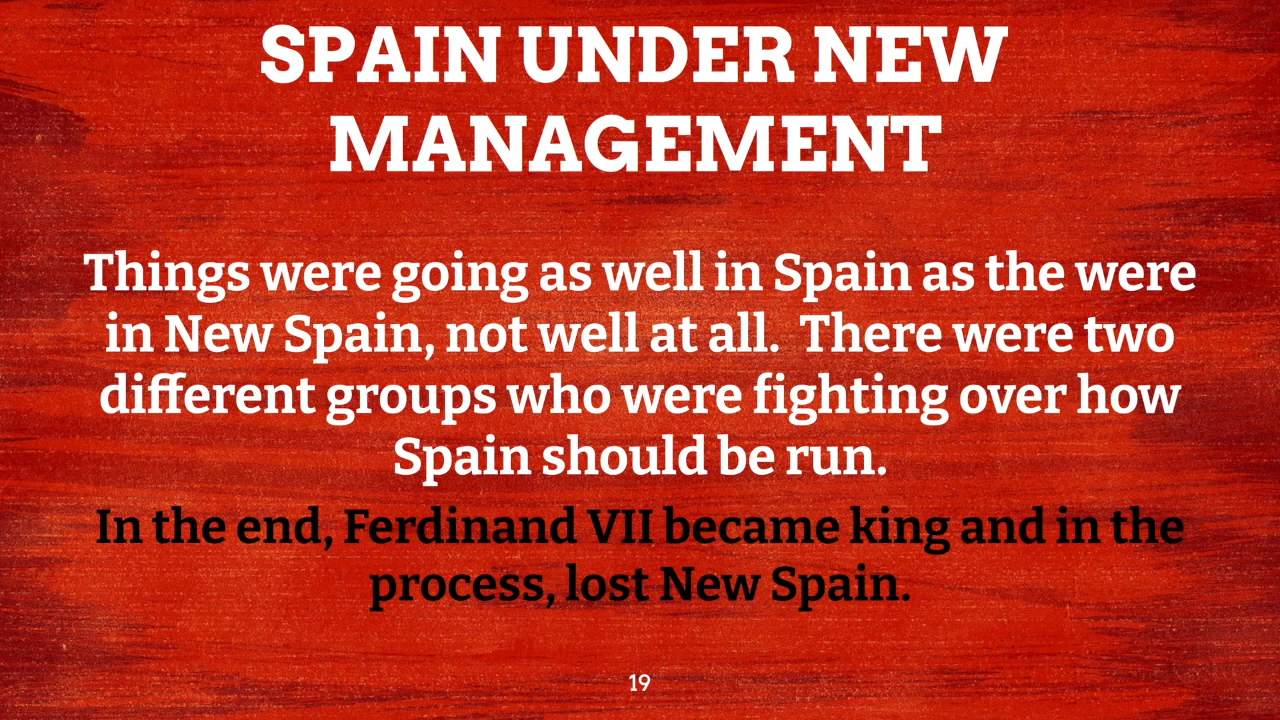 SPAIN UNDER NEW
MANAGEMENT
Things were going as well in Spain as the were
in New Spain, not well at all.  There were two
different groups who were fighting over how
Spain should be run.
In the end, Ferdinand VII became king and in the
process, lost New Spain.
19